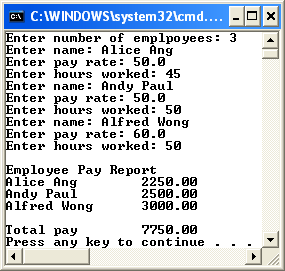 C:\WINDOWS\system32\cmd....
Enter number of emplpoyees: 3
Enter name: Alice Ang
Enter pay rate: 50.0
Enter hours worked: 45
Enter name: Andy Paul
Enter pay rate: 50.0
Enter hours worked: 50
Enter name: Alfred Wong
Enter pay rate: 60.0
Enter hours worked: 50
Employee Pay Report
Alice Ang 2250.00
Andy Paul 2500.00
Alfred Wong 3000.00
Total pay 7750.00
Press any key to continue . . .